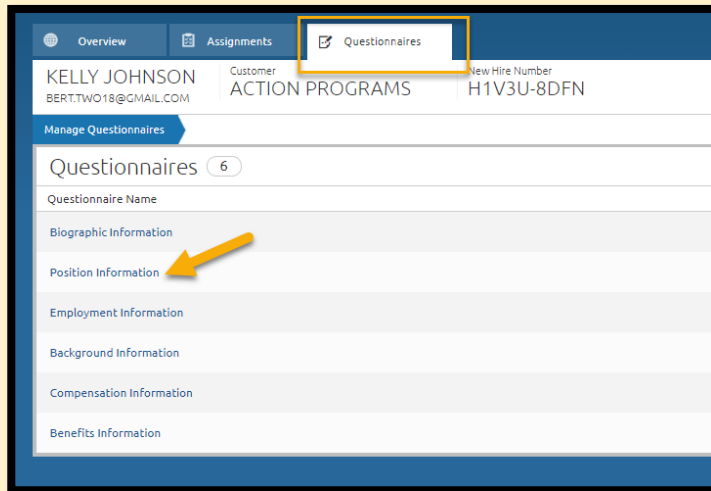 Overview Assignments Questionnaires
KELLY JOHNSON Customer New Hire Number
BERT.TWO18@GMAIL.COM ACTION PROGRAMS H1V3U-8DFN
Manage Questionnaires
Questionnaires 6
Questionnaire Name
Biographic Information
Position Information
Employment Information
Background Information
Compensation Information
Benefits Information